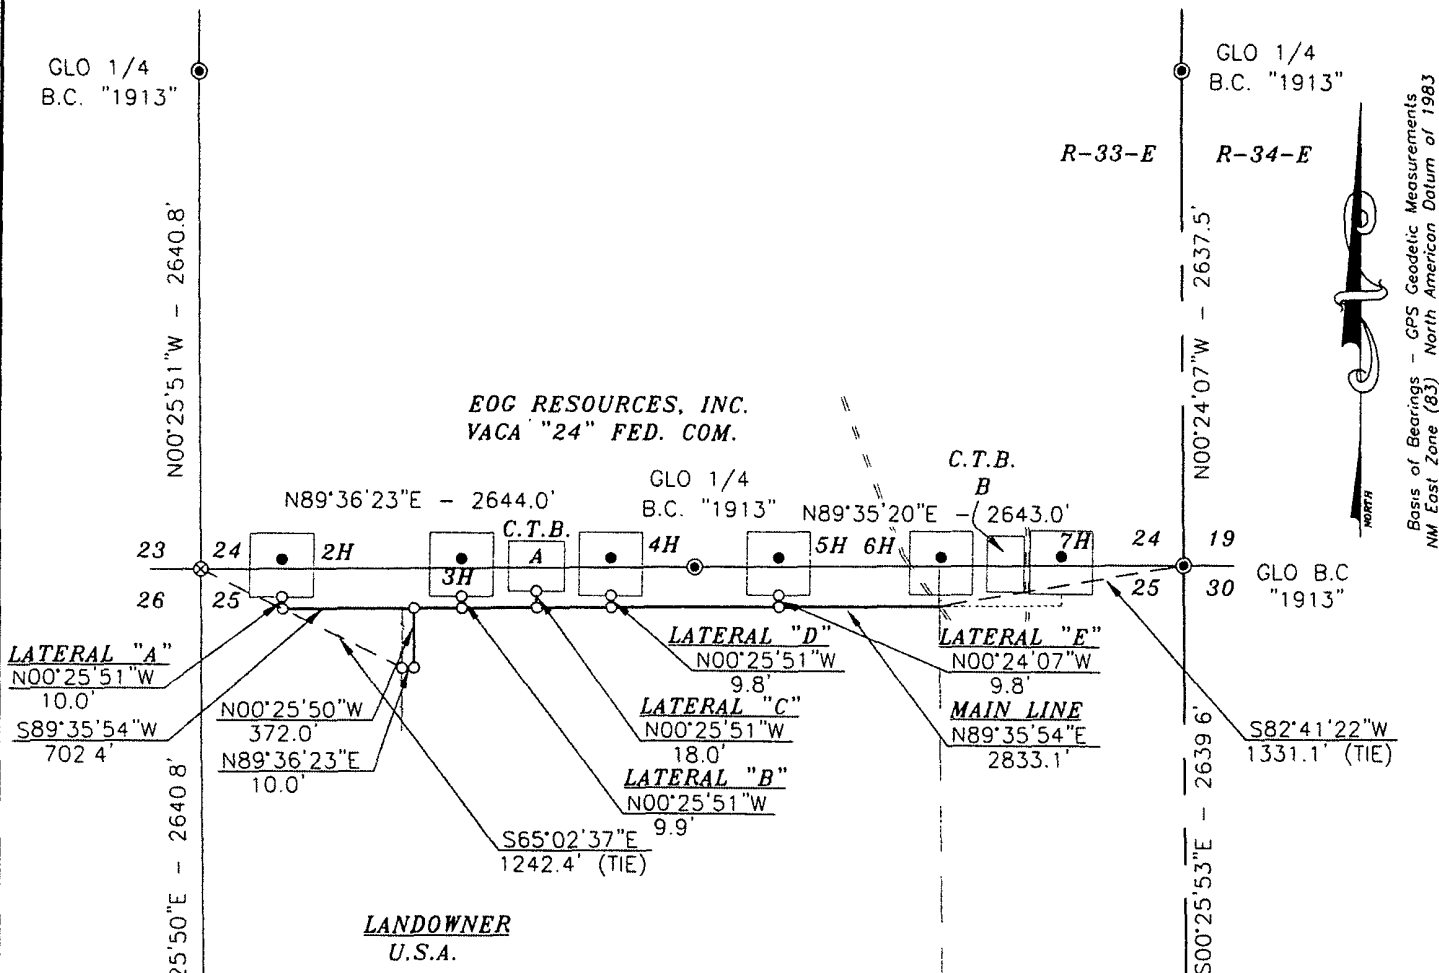 GLO 1/4
B.C. "1913"
GLO 1/4
B.C. "1913"
R-33-E
R-34-E
N00°25'51"W - 2640.8'
N00°24'07"W - 2637.5'
NORTH
Basis of Bearings - GPS Geodetic Measurements
NM East Zone (83) North American Datum of 1983
EOG RESOURCES, INC.
VACA "24" FED. COM.
C.T.B.
B
GLO 1/4
B.C. "1913"
N89°36'23"E - 2644.0'
N89°35'20"E - 2643.0'
C.T.B.
A
23
24
2H
3H
4H
5H
6H
7H
24
19
26
25
25
30
GLO B.C
"1913"
LATERAL "A"
N00°25'51"W
10.0'
S89°35'54"W
702 4'
N00°25'50"W
372.0'
N89°36'23"E
10.0'
LATERAL "D"
N00°25'51"W
9.8'
LATERAL "C"
N00°25'51"W
18.0'
LATERAL "B"
N00°25'51"W
9.9'
LATERAL "E"
N00°24'07"W
9.8'
MAIN LINE
N89°35'54"E
2833.1'
S82°41'22"W
1331.1' (TIE)
S65°02'37"E
1242.4' (TIE)
25'50"E - 2640 8'
S00°25'53"E - 2639 6'
LANDOWNER
U.S.A.